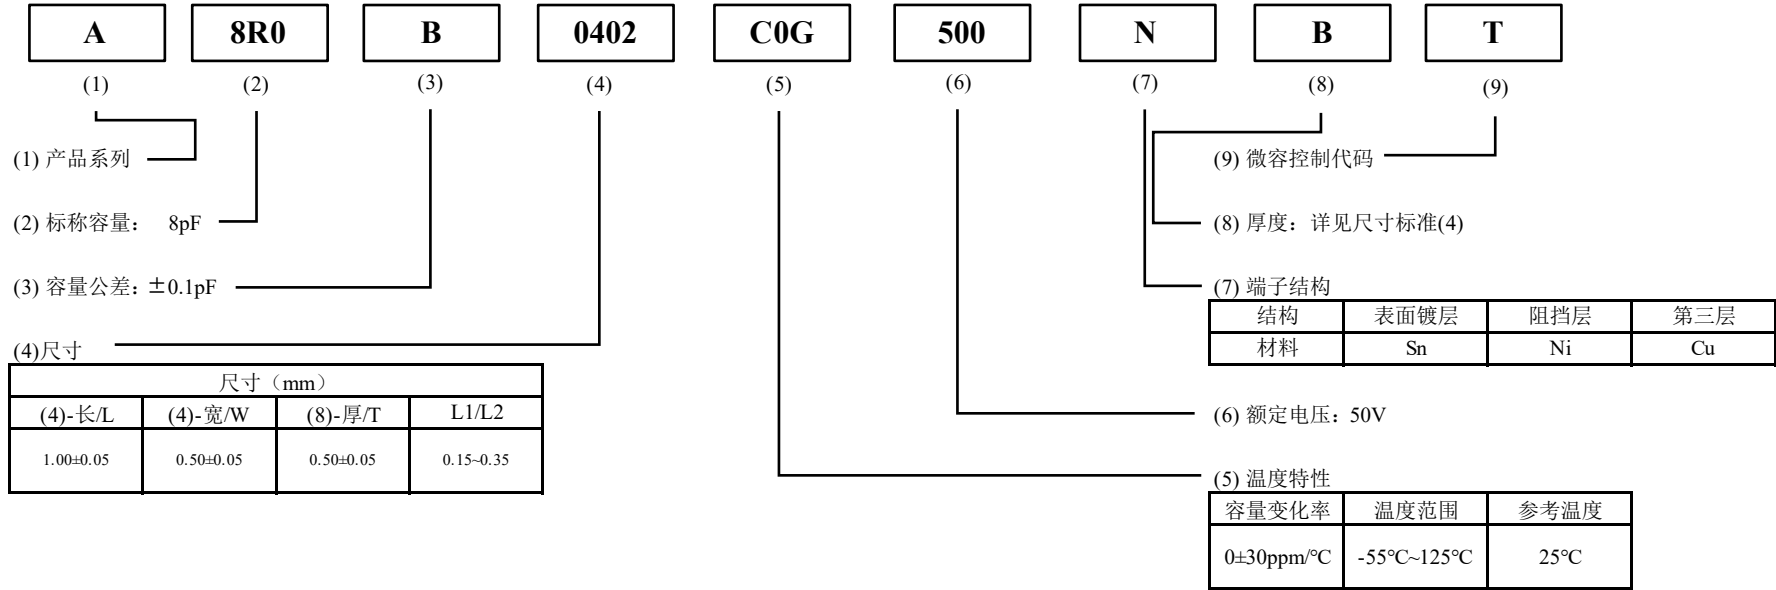 A 8R0 B 0402 C0G 500 N B T
(1) (2) (3) (4) (5) (6) (7) (8) (9)
(1) 产品系列
(2) 标称容量： 8pF
(3) 容量公差：±0.1pF
(4)尺寸
尺寸（mm）
(4)-长/L (4)-宽/W (8)-厚/T L1/L2
1.00±0.05 0.50±0.05 0.50±0.05 0.15~0.35
(9) 微容控制代码
(8) 厚度：详见尺寸标准(4)
(7) 端子结构
结构 表面镀层 阻挡层 第三层
材料 Sn Ni Cu
(6) 额定电压：50V
(5) 温度特性
容量变化率 温度范围 参考温度
0±30ppm/℃ -55℃~125℃ 25℃